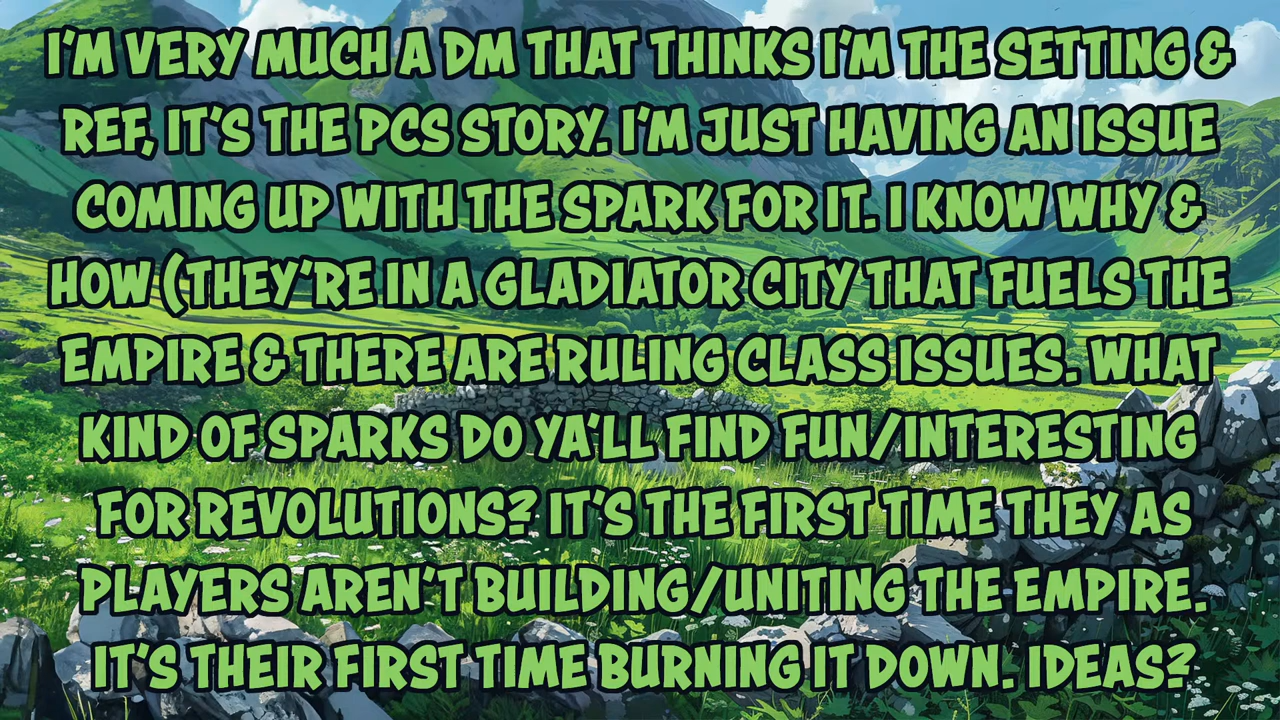 I'M VERY MUCH A DM THAT THINKS I'M THE SETTING &
REF, IT'S THE PCS STORY. I'M JUST HAVING AN ISSUE
COMING UP WITH THE SPARK FOR IT. I KNOW WHY &
HOW (THEY'RE IN A GLADIATOR CITY THAT FUELS THE
EMPIRE & THERE ARE RULING CLASS ISSUES. WHAT
KIND OF SPARKS DO YA'LL FIND FUN/INTERESTING
FOR REVOLUTIONS? IT'S THE FIRST TIME THEY AS
PLAYERS AREN'T BUILDING/UNITING THE EMPIRE.
IT'S THEIR FIRST TIME BURNING IT DOWN. IDEAS?